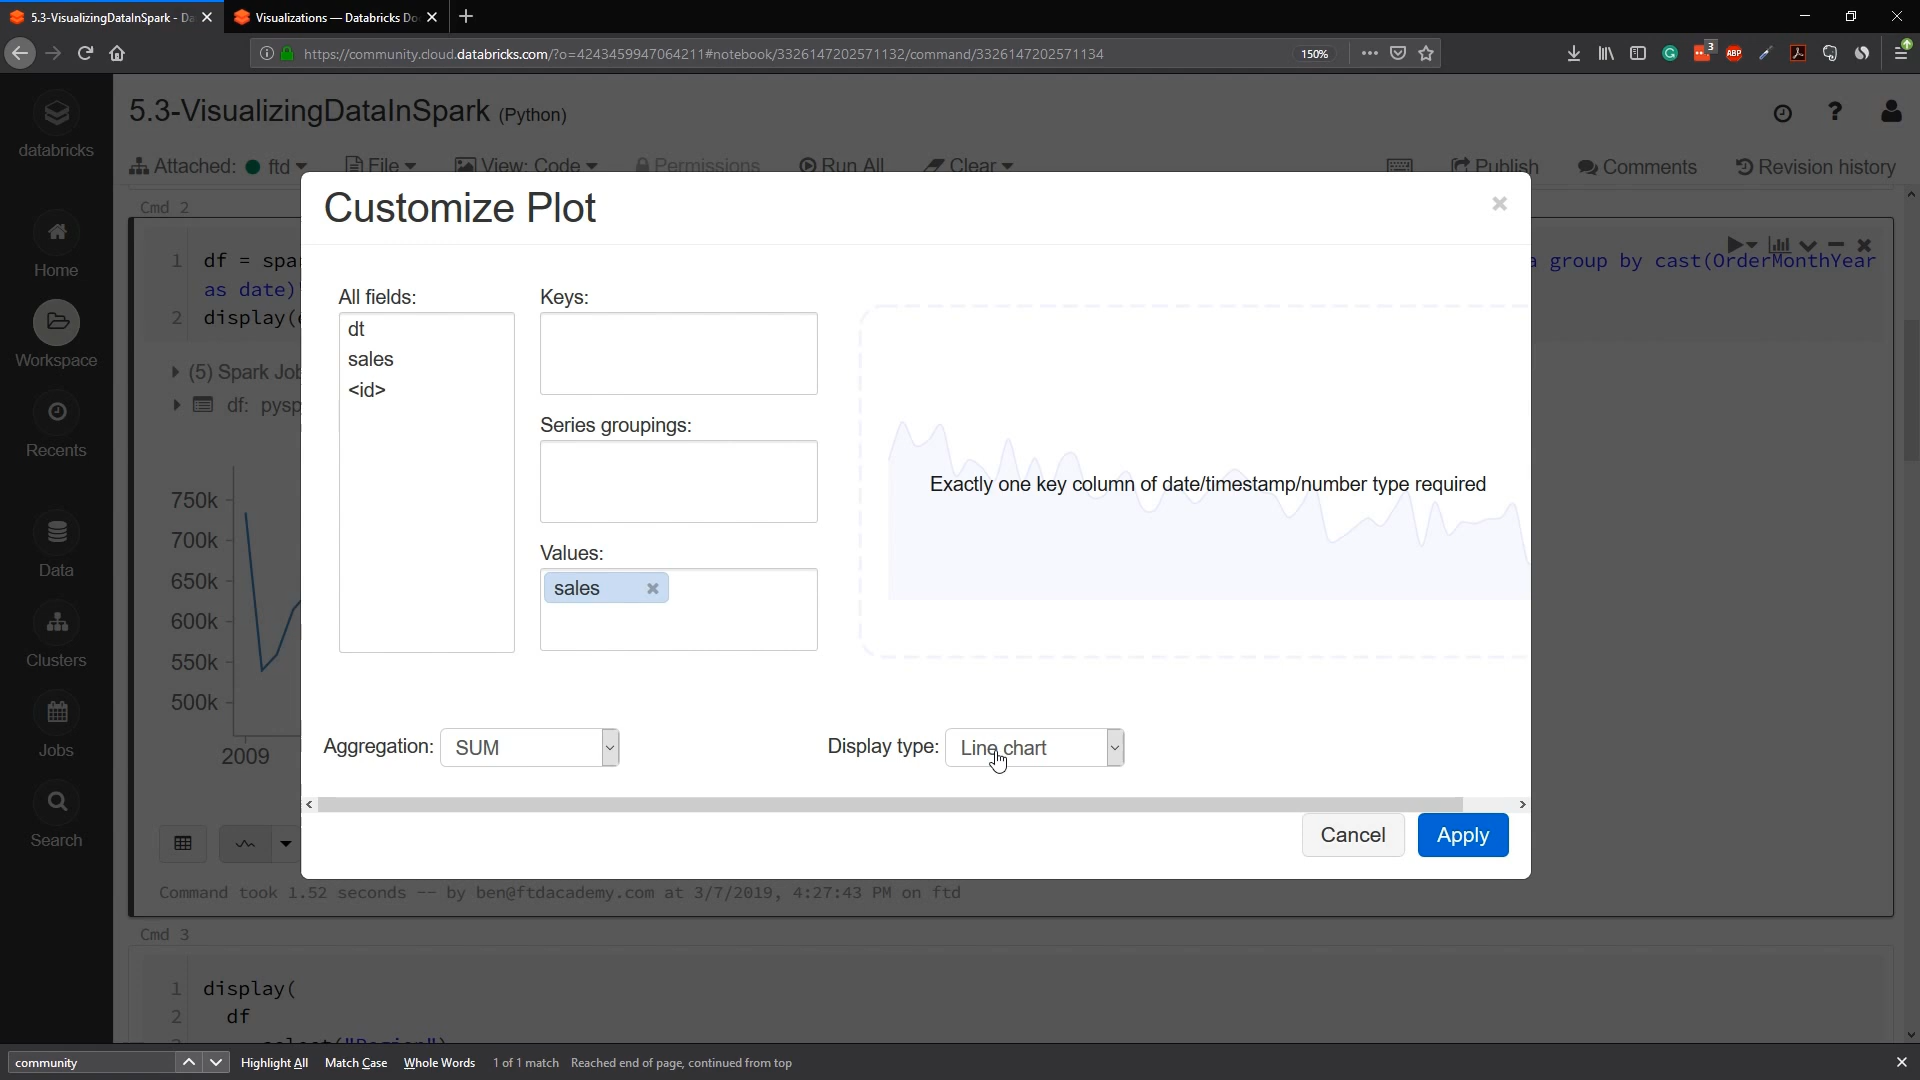 5.3-VisualizingDataInSpark - Da
Visualizations — Databricks Do
https://community.cloud.databricks.com/?o=4243459947064211#notebook/3326147202571132/command/3326147202571134
150%
3
ABP
databricks
5.3-VisualizingDataInSpark (Python)
Attached: ftd
File
View: Code
Permissions
Run All
Clear
Publish
Comments
Revision history
Home
Workspace
Recents
Data
Clusters
Jobs
Search
Cmd 2
1 df = spa
group by cast(OrderMonthYear
as date)
2 display(
(5) Spark Jo
df: pysp
750k
700k
650k
600k
550k
500k
2009
Customize Plot
All fields:
dt
sales
<id>
Keys:
Series groupings:
Values:
sales
Exactly one key column of date/timestamp/number type required
Aggregation: SUM
Display type: Line chart
Cancel
Apply
Command took 1.52 seconds -- by ben@ftdacademy.com at 3/7/2019, 4:27:43 PM on ftd
Cmd 3
1 display(
2 df
community
Highlight All
Match Case
Whole Words
1 of 1 match
Reached end of page, continued from top